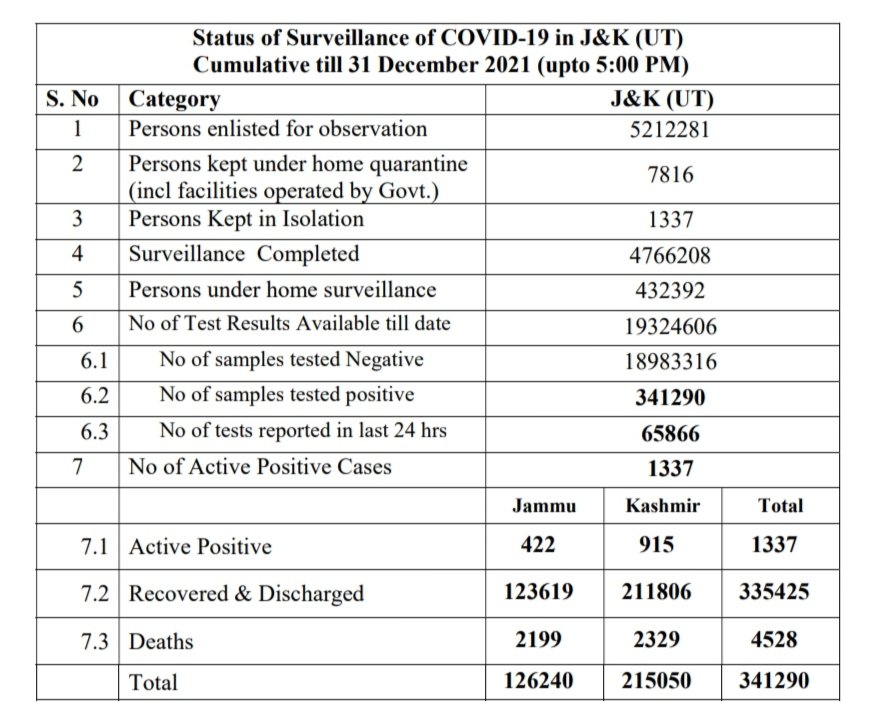 Status of Surveillance of COVID-19 in J&K (UT)
Cumulative till 31 December 2021 (upto 5:00 PM)
S. No Category J&K (UT)
1 Persons enlisted for observation 5212281
2 Persons kept under home quarantine
(incl facilities operated by Govt.) 7816
3 Persons Kept in Isolation 1337
4 Surveillance Completed 4766208
5 Persons under home surveillance 432392
6 No of Test Results Available till date 19324606
6.1 No of samples tested Negative 18983316
6.2 No of samples tested positive 341290
6.3 No of tests reported in last 24 hrs 65866
7 No of Active Positive Cases 1337
Jammu Kashmir Total
7.1 Active Positive 422 915 1337
7.2 Recovered & Discharged 123619 211806 335425
7.3 Deaths 2199 2329 4528
Total 126240 215050 341290